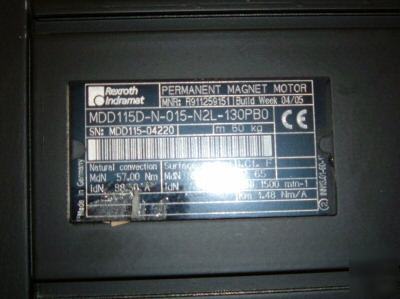 Rexroth
Indramat
PERMANENT MAGNET MOTOR
MNR: R911259151 Build Week 04/05
MDD115D-N-015-N2L-130PB0
SN: MDD115-04220 m 60 kg
CE
Natural convection I.Cl. F
MdN 57.00 Nm 65
IdN 88.50 A 1500 min-1
Km 1.48 Nm/A
Made in Germany